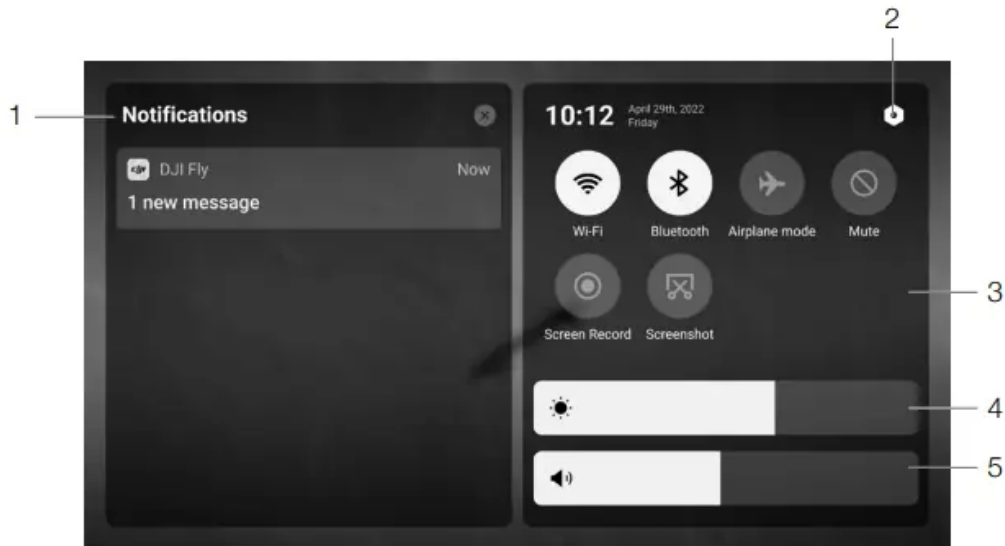 2
1
Notifications
DJI Fly
Now
1 new message
10:12
April 29th, 2022
Friday
Wi-Fi
Bluetooth
Airplane mode
Mute
3
Screen Record
Screenshot
4
5